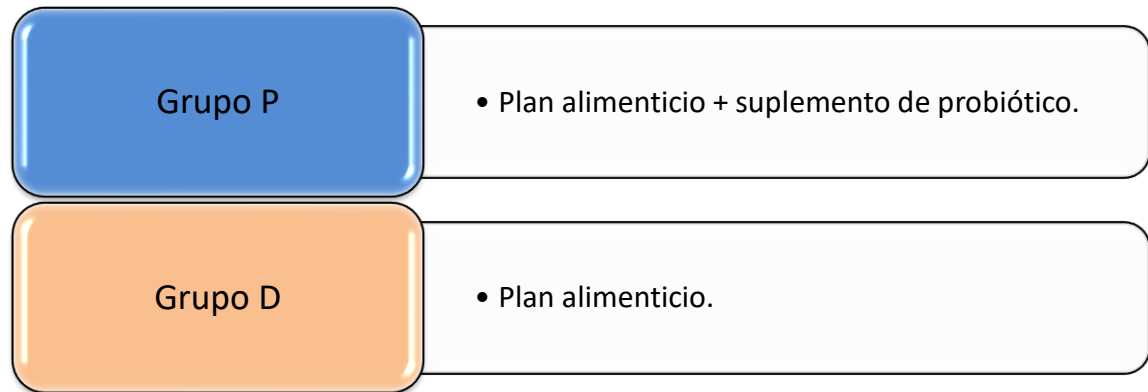 Grupo P
• Plan alimenticio + suplemento de probiótico.
Grupo D
• Plan alimenticio.